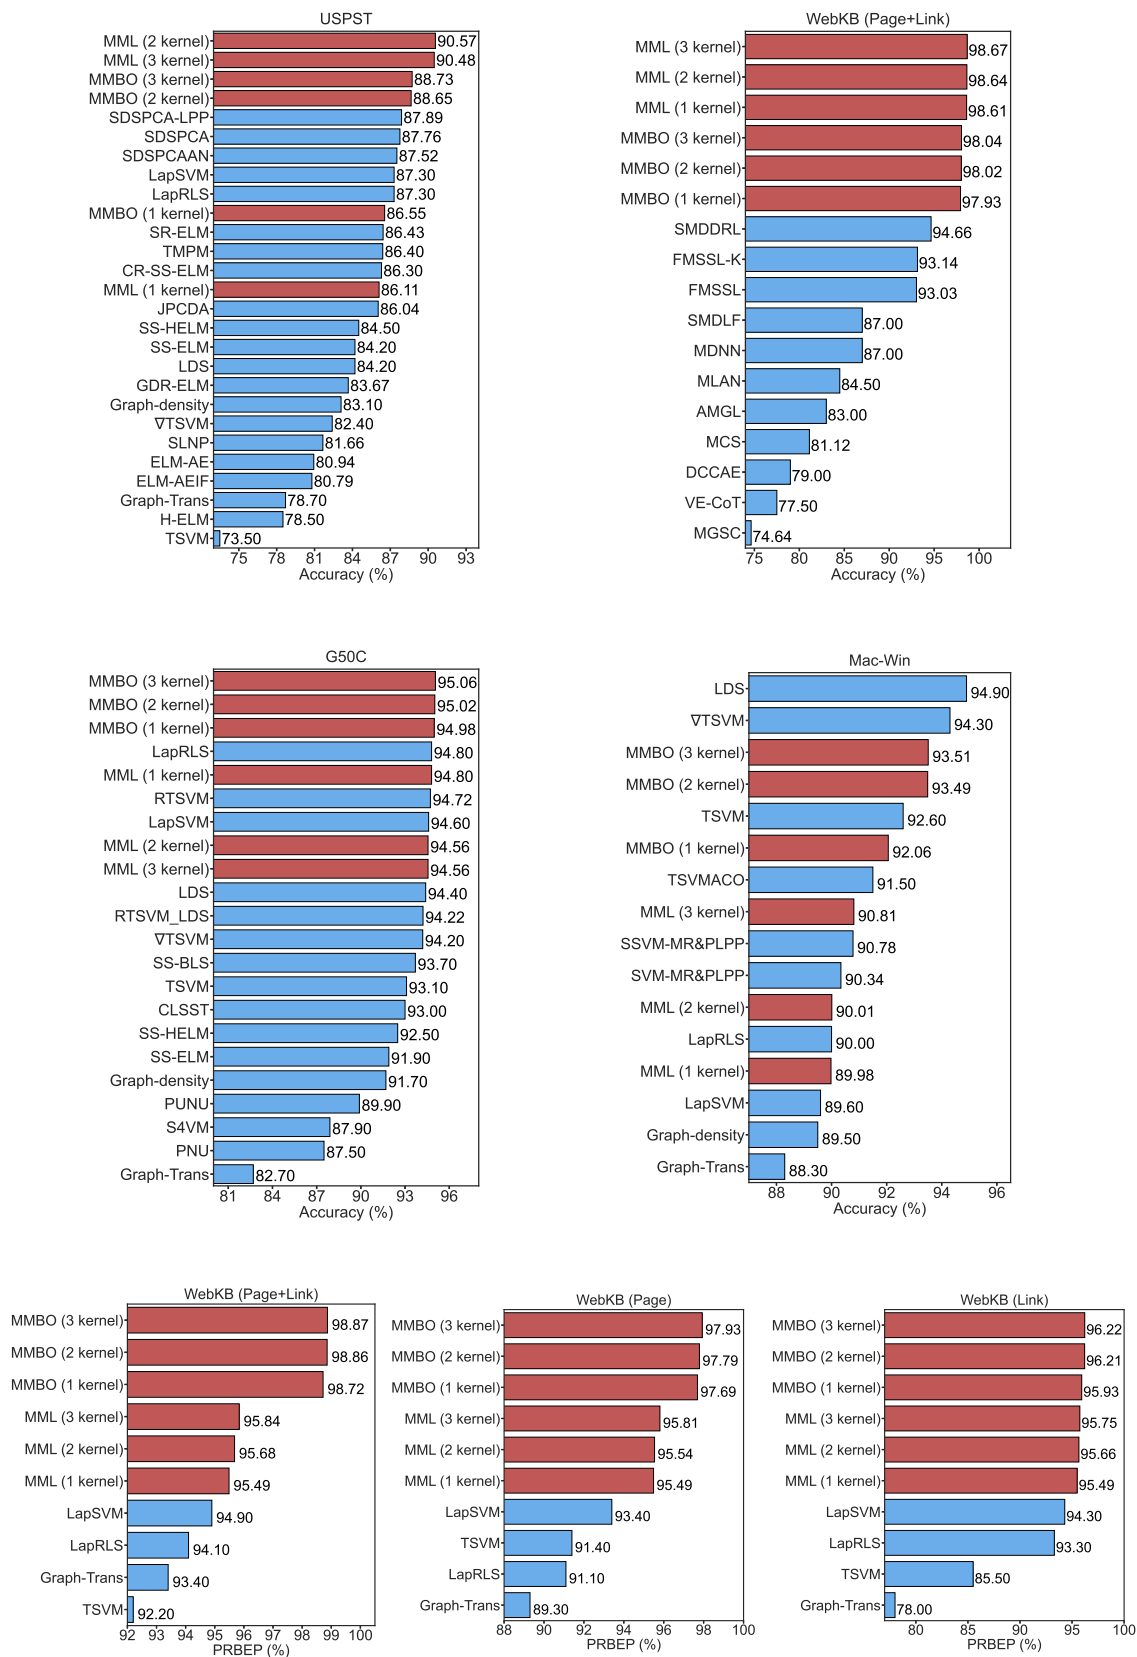 USPST
MML (2 kernel) 90.57
MML (3 kernel) 90.48
MMBO (3 kernel) 88.73
MMBO (2 kernel) 88.65
SDSPCA-LPP 87.89
SDSPCA 87.76
SDSPCAAN 87.52
LapSVM 87.30
LapRLS 87.30
MMBO (1 kernel) 86.55
SR-ELM 86.43
TMPM 86.40
CR-SS-ELM 86.30
MML (1 kernel) 86.11
JPCDA 86.04
SS-HELM 84.50
SS-ELM 84.20
LDS 84.20
GDR-ELM 83.67
Graph-density 83.10
∇TSVM 82.40
SLNP 81.66
ELM-AE 80.94
ELM-AEIF 80.79
Graph-Trans 78.70
H-ELM 78.50
TSVM 73.50
75 78 81 84 87 90 93
Accuracy (%)
WebKB (Page+Link)
MML (3 kernel) 98.67
MML (2 kernel) 98.64
MML (1 kernel) 98.61
MMBO (3 kernel) 98.04
MMBO (2 kernel) 98.02
MMBO (1 kernel) 97.93
SMDDRL 94.66
FMSSL-K 93.14
FMSSL 93.03
SMDLF 87.00
MDNN 87.00
MLAN 84.50
AMGL 83.00
MCS 81.12
DCCAE 79.00
VE-CoT 77.50
MGSC 74.64
75 80 85 90 95 100
Accuracy (%)
G50C
MMBO (3 kernel) 95.06
MMBO (2 kernel) 95.02
MMBO (1 kernel) 94.98
LapRLS 94.80
MML (1 kernel) 94.80
RTSVM 94.72
LapSVM 94.60
MML (2 kernel) 94.56
MML (3 kernel) 94.56
LDS 94.40
RTSVM_LDS 94.22
∇TSVM 94.20
SS-BLS 93.70
TSVM 93.10
CLSST 93.00
SS-HELM 92.50
SS-ELM 91.90
Graph-density 91.70
PUNU 89.90
S4VM 87.90
PNU 87.50
Graph-Trans 82.70
81 84 87 90 93 96
Accuracy (%)
Mac-Win
LDS 94.90
∇TSVM 94.30
MMBO (3 kernel) 93.51
MMBO (2 kernel) 93.49
TSVM 92.60
MMBO (1 kernel) 92.06
TSVMACO 91.50
MML (3 kernel) 90.81
SSVM-MR&PLPP 90.78
SVM-MR&PLPP 90.34
MML (2 kernel) 90.01
LapRLS 90.00
MML (1 kernel) 89.98
LapSVM 89.60
Graph-density 89.50
Graph-Trans 88.30
88 90 92 94 96
Accuracy (%)
WebKB (Page+Link)
MMBO (3 kernel) 98.87
MMBO (2 kernel) 98.86
MMBO (1 kernel) 98.72
MML (3 kernel) 95.84
MML (2 kernel) 95.68
MML (1 kernel) 95.49
LapSVM 94.90
LapRLS 94.10
Graph-Trans 93.40
TSVM 92.20
92 93 94 95 96 97 98 99 100
PRBEP (%)
WebKB (Page)
MMBO (3 kernel) 97.93
MMBO (2 kernel) 97.79
MMBO (1 kernel) 97.69
MML (3 kernel) 95.81
MML (2 kernel) 95.54
MML (1 kernel) 95.49
LapSVM 93.40
TSVM 91.40
LapRLS 91.10
Graph-Trans 89.30
88 90 92 94 96 98 100
PRBEP (%)
WebKB (Link)
MMBO (3 kernel) 96.22
MMBO (2 kernel) 96.21
MMBO (1 kernel) 95.93
MML (3 kernel) 95.75
MML (2 kernel) 95.66
MML (1 kernel) 95.49
LapSVM 94.30
LapRLS 93.30
TSVM 85.50
Graph-Trans 78.00
80 85 90 95 100
PRBEP (%)